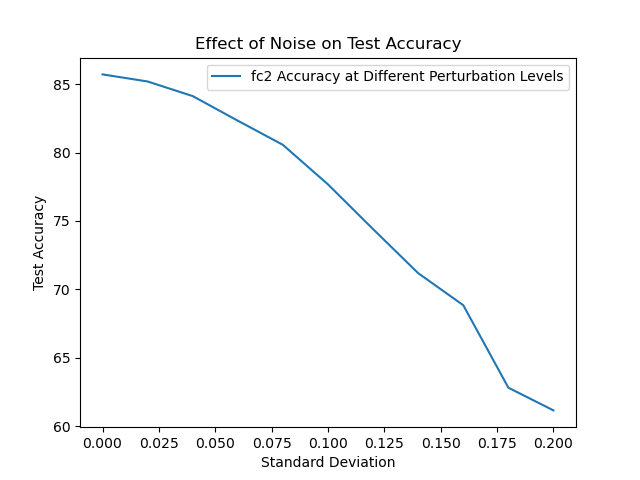 Effect of Noise on Test Accuracy
fc2 Accuracy at Different Perturbation Levels
85
80
75
70
65
60
Test Accuracy
0.000 0.025 0.050 0.075 0.100 0.125 0.150 0.175 0.200
Standard Deviation